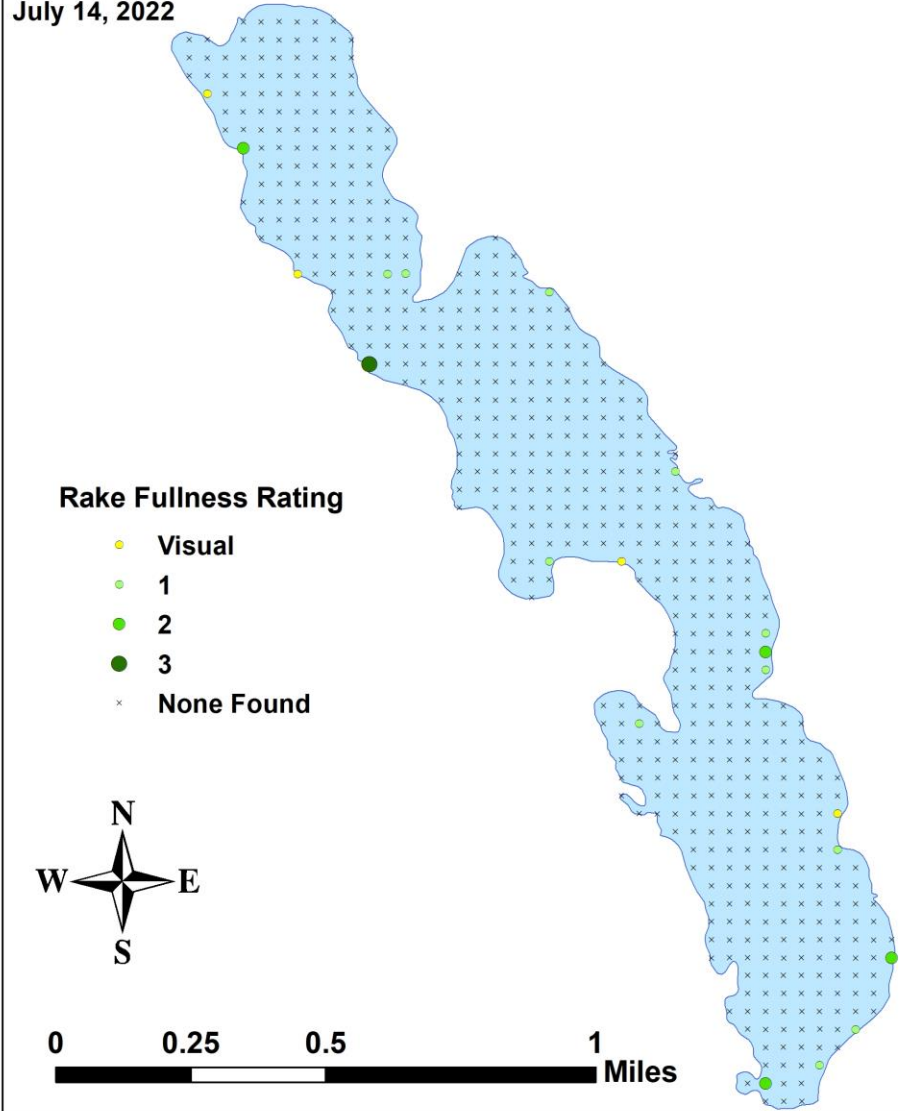 July 14, 2022
Rake Fullness Rating
Visual
1
2
3
None Found
N
W E
S
0 0.25 0.5 1
Miles